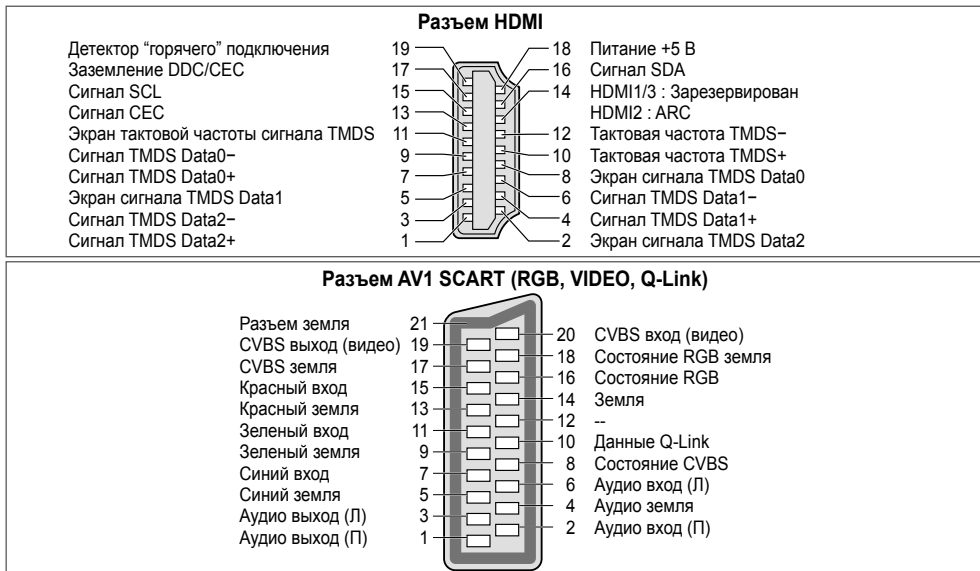 Разъем HDMI
Детектор “горячего” подключения 19 18 Питание +5 В
Заземление DDC/CEC 17 16 Сигнал SDA
Сигнал SCL 15 14 HDMI1/3 : Зарезервирован
Сигнал CEC 13 HDMI2 : ARC
Экран тактовой частоты сигнала TMDS 11 12 Тактовая частота TMDS−
Сигнал TMDS Data0− 9 10 Тактовая частота TMDS+
Сигнал TMDS Data0+ 7 8 Экран сигнала TMDS Data0
Экран сигнала TMDS Data1 5 6 Сигнал TMDS Data1−
Сигнал TMDS Data2− 3 4 Сигнал TMDS Data1+
Сигнал TMDS Data2+ 1 2 Экран сигнала TMDS Data2
Разъем AV1 SCART (RGB, VIDEO, Q-Link)
Разъем земля 21 20 CVBS вход (видео)
CVBS выход (видео) 19 18 Состояние RGB земля
CVBS земля 17 16 Состояние RGB
Красный вход 15 14 Земля
Красный земля 13 12 --
Зеленый вход 11 10 Данные Q-Link
Зеленый земля 9 8 Состояние CVBS
Синий вход 7 6 Аудио вход (Л)
Синий земля 5 4 Аудио земля
Аудио выход (Л) 3 2 Аудио вход (П)
Аудио выход (П) 1